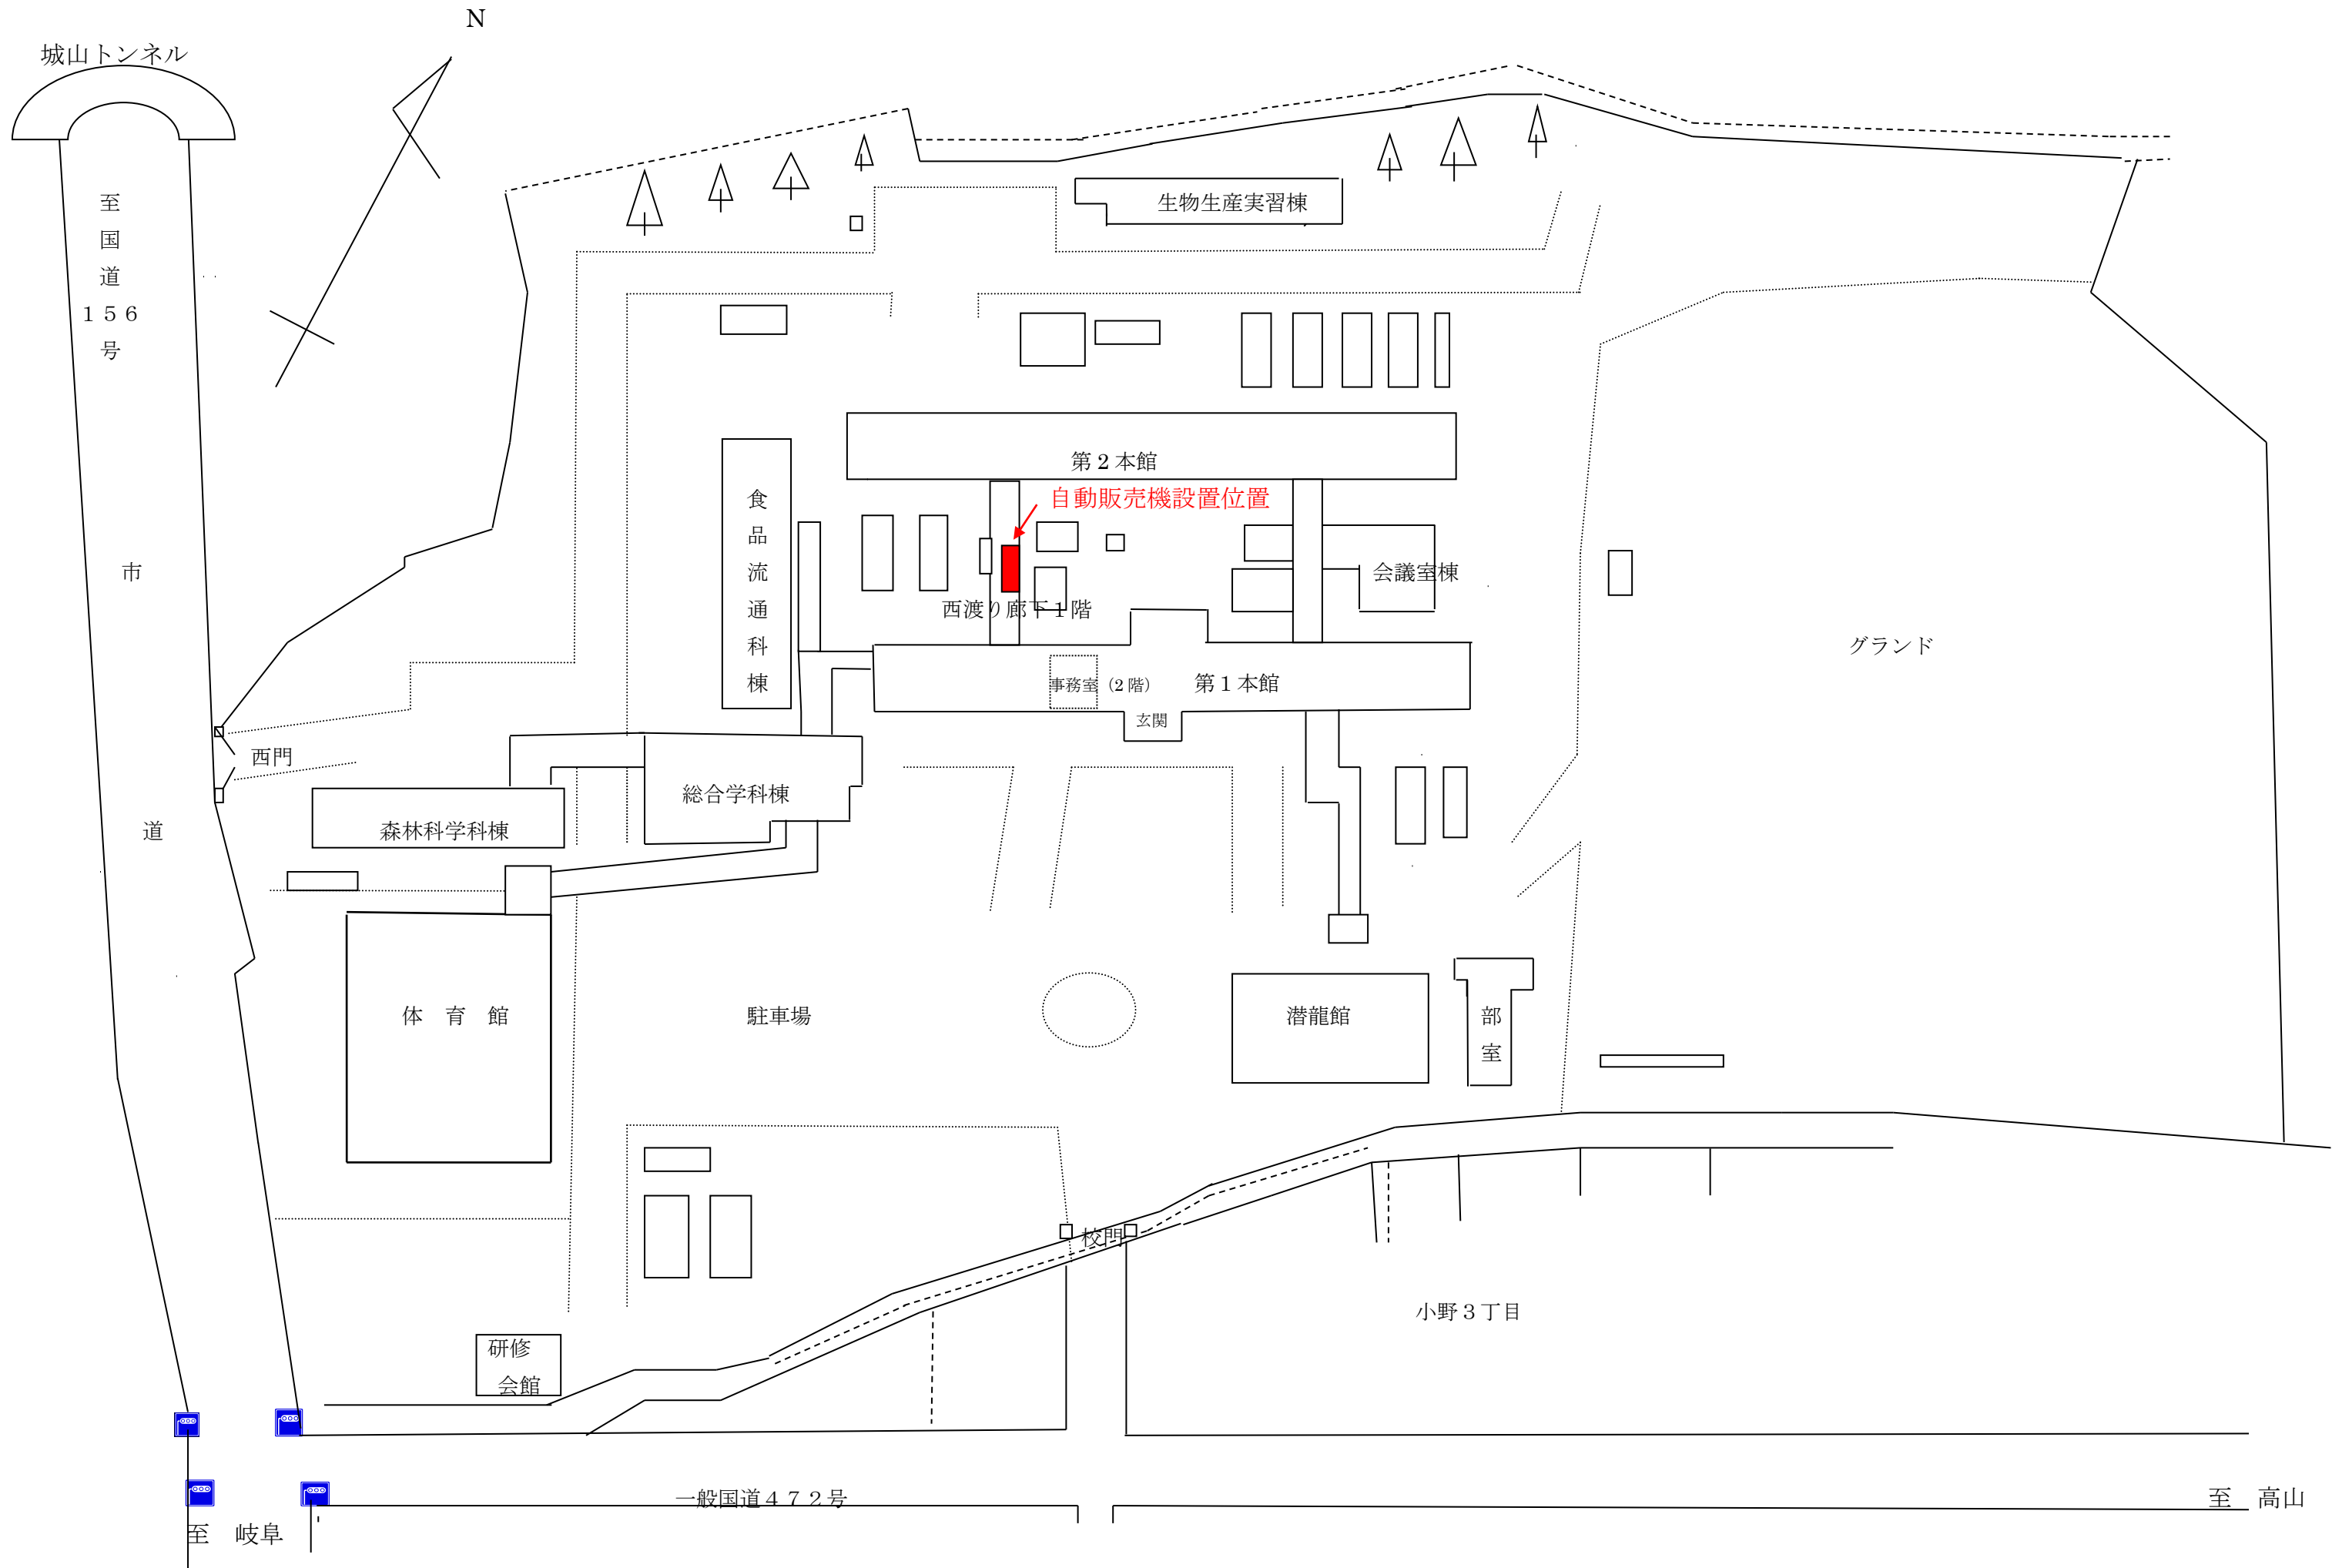 N
城山トンネル
至国道156号
市道
生物生産実習棟
第2本館
自動販売機設置位置
食品流通科棟
会議室棟
西渡り廊下1階
グランド
事務室(2階)
第1本館
玄関
西門
総合学科棟
森林科学科棟
体 育 館
駐車場
潜龍館
部室
校門
小野3丁目
研修
会館
一般国道472号
至 高山
至 岐阜